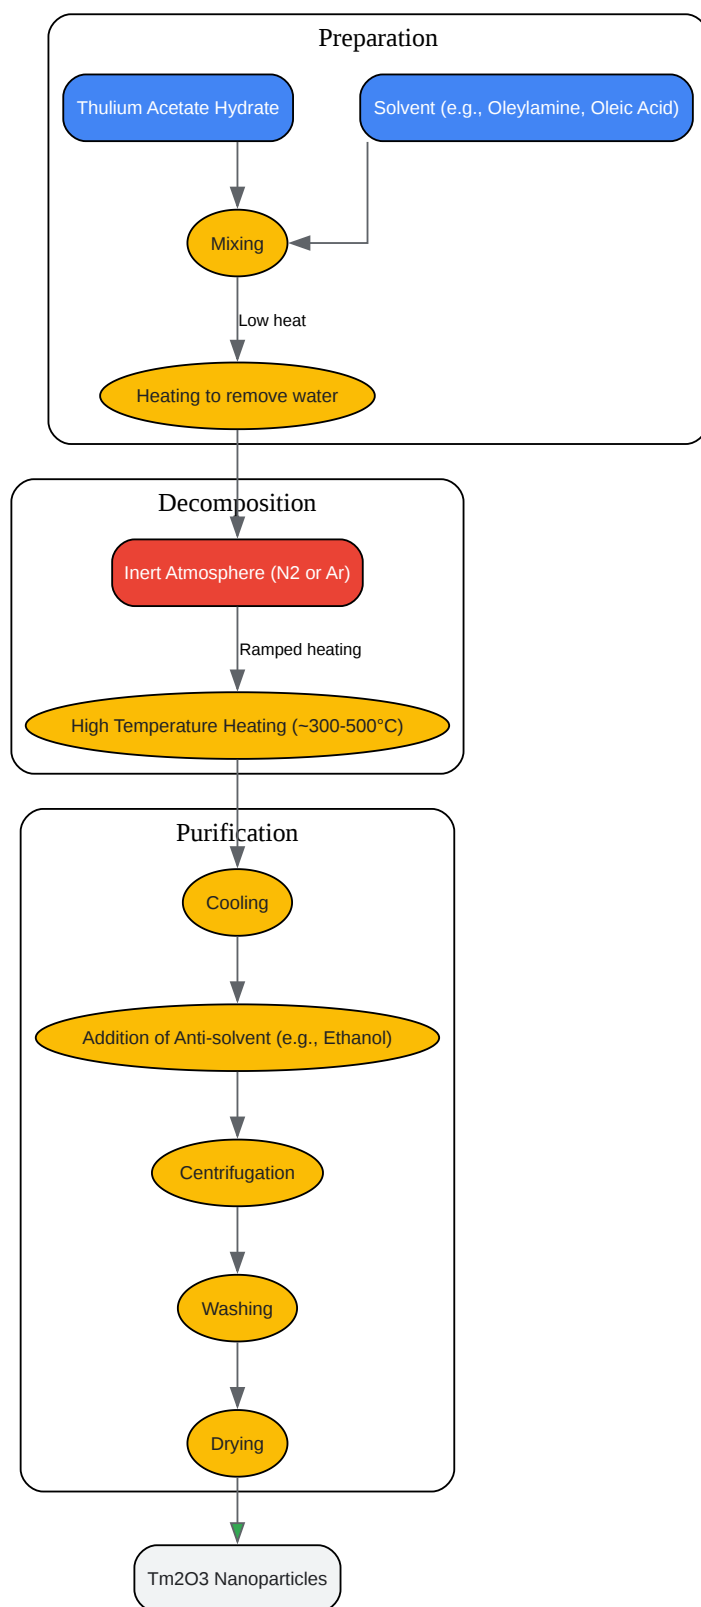 Preparation
Thulium Acetate Hydrate
Solvent (e.g., Oleylamine, Oleic Acid)
Mixing
Low heat
Heating to remove water
Decomposition
Inert Atmosphere (N2 or Ar)
Ramped heating
High Temperature Heating (~300-500°C)
Purification
Cooling
Addition of Anti-solvent (e.g., Ethanol)
Centrifugation
Washing
Drying
Tm2O3 Nanoparticles